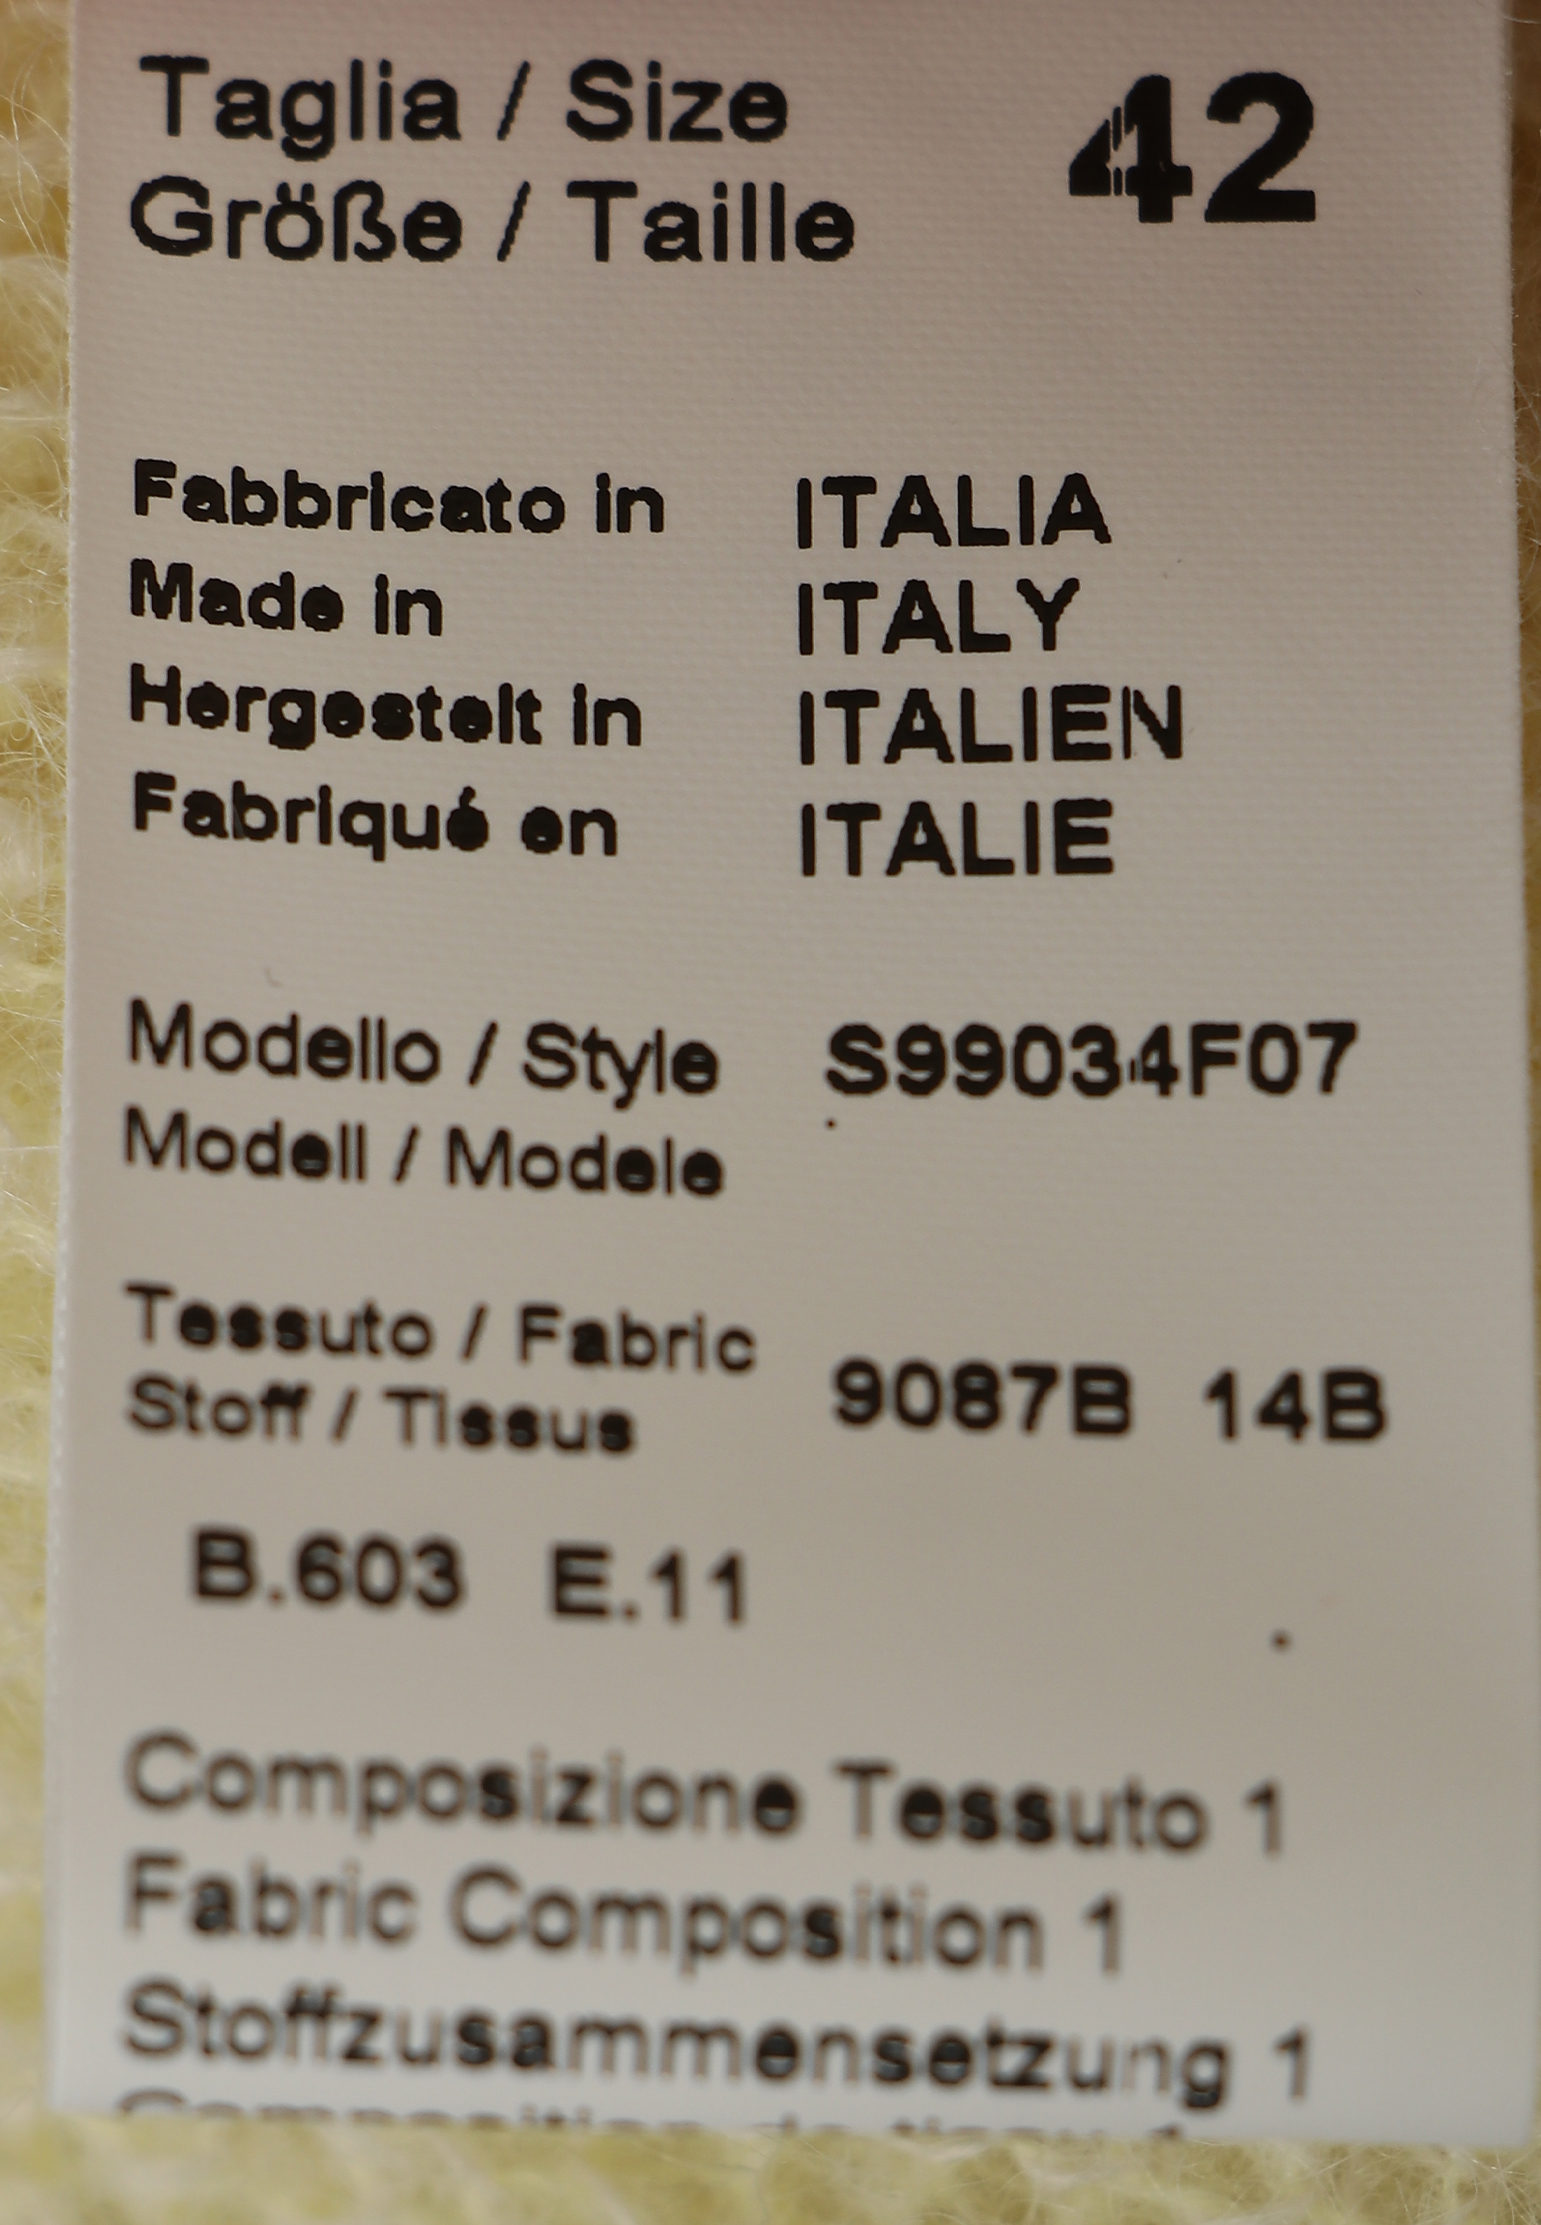 Taglia / Size 42
Größe / Taille
Fabbricato in ITALIA
Made in ITALY
Hergestelt in ITALIEN
Fabriqué en ITALIE
Modello / Style S99034F07
Modell / Modele
Tessuto / Fabric
Stoff / Tissus 9087B 14B
B.603 E.11
Composizione Tessuto 1
Fabric Composition 1
Stoffzusammensetzung 1